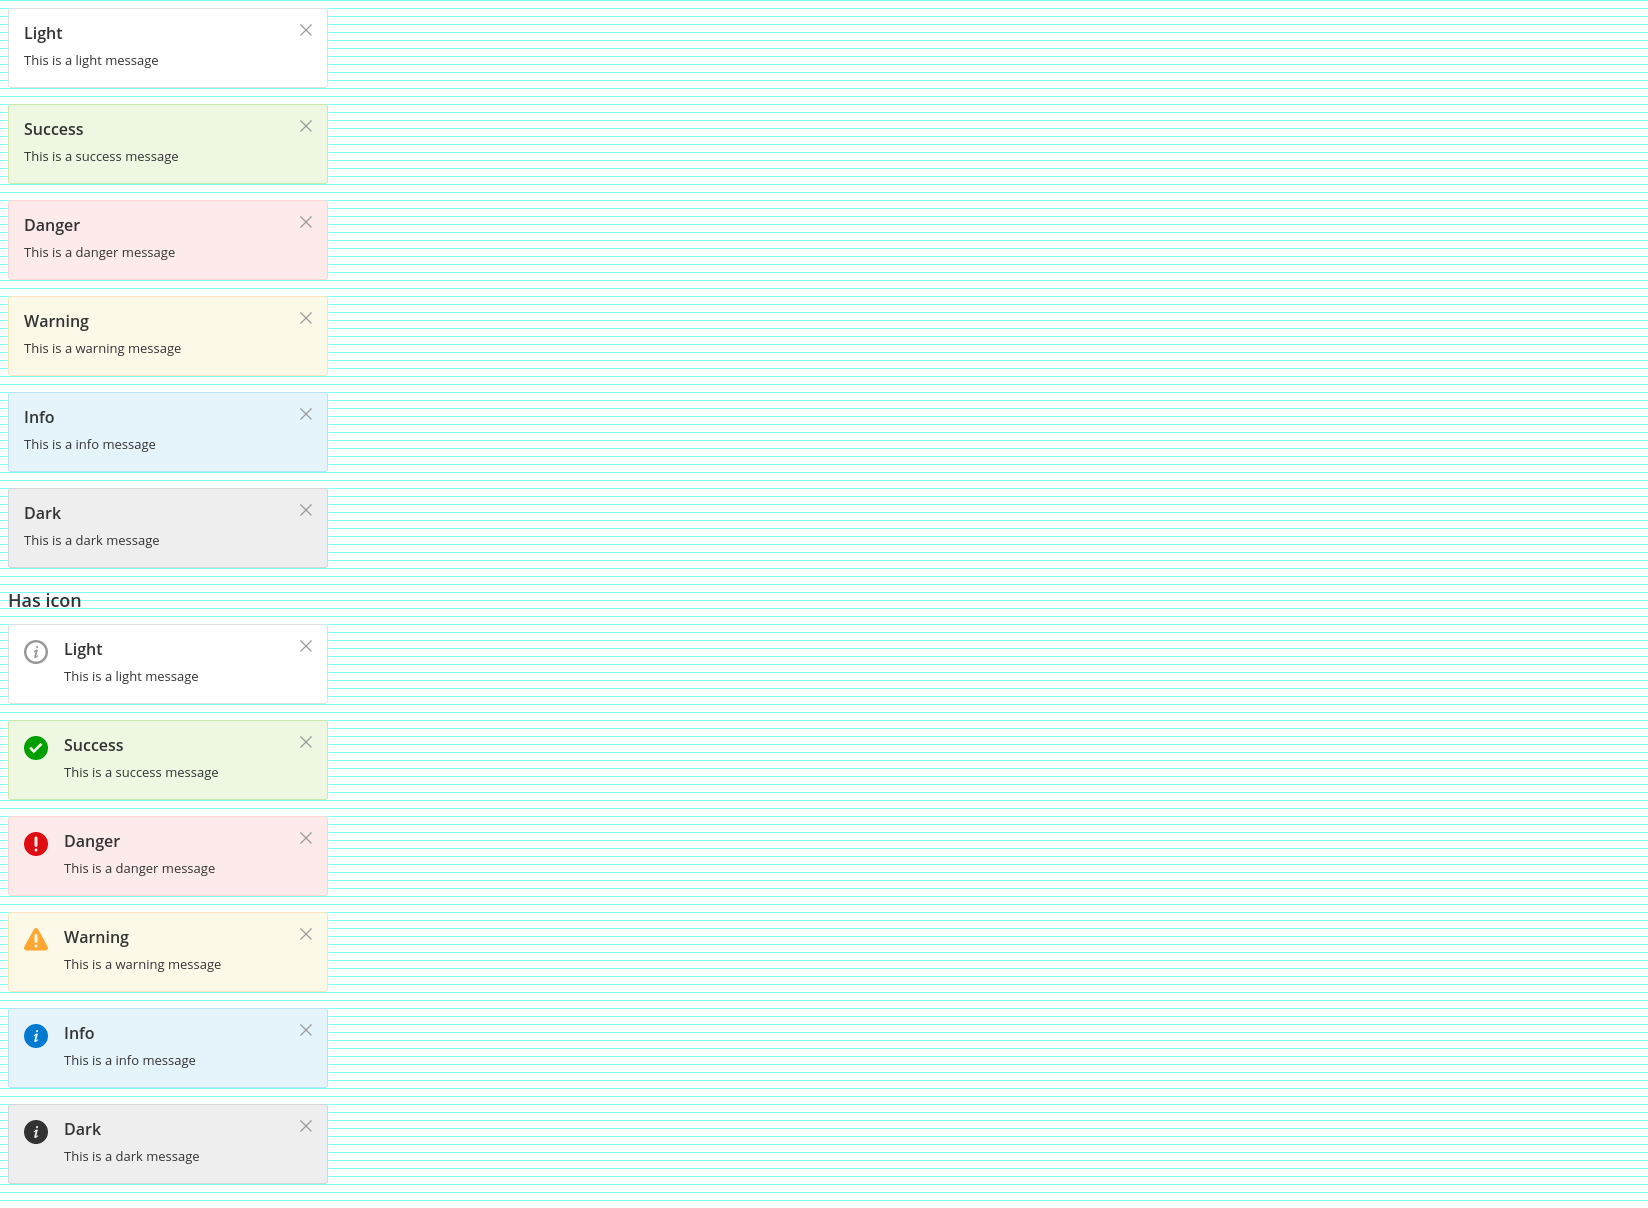 Light
This is a light message
Success
This is a success message
Danger
This is a danger message
Warning
This is a warning message
Info
This is a info message
Dark
This is a dark message
Has icon
Light
This is a light message
Success
This is a success message
Danger
This is a danger message
Warning
This is a warning message
Info
This is a info message
Dark
This is a dark message